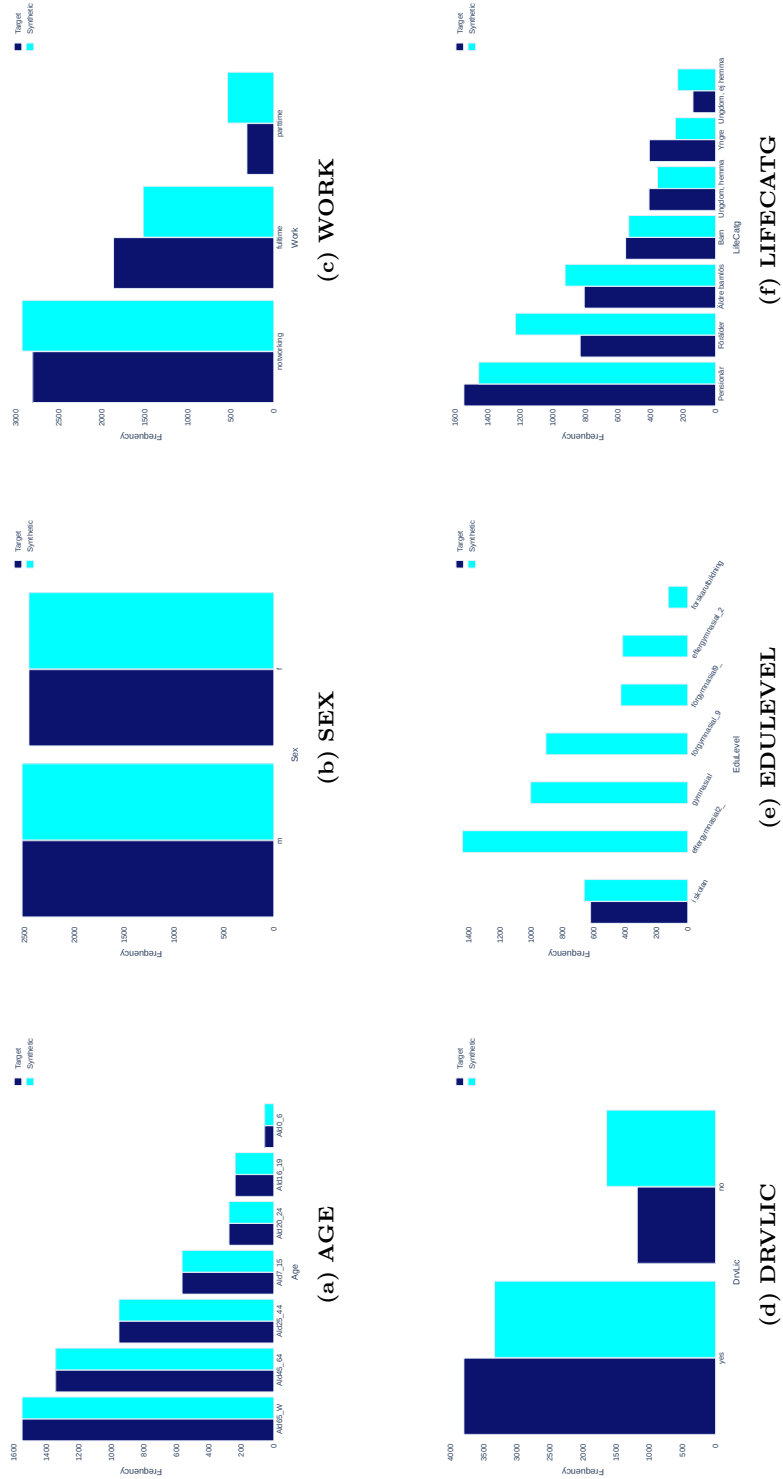 Target
Synthetic
1600
1400
1200
1000
800
600
400
200
0
Frequency
Ald65_W
Ald45_64
Ald25_44
Ald7_15
Ald20_24
Ald16_19
Ald0_6
Age
(a) AGE
Target
Synthetic
2500
2000
1500
1000
500
0
Frequency
m
f
Sex
(b) SEX
Target
Synthetic
3000
2500
2000
1500
1000
500
0
Frequency
notworking
fulltime
parttime
Work
(c) WORK
Target
Synthetic
4000
3500
3000
2500
2000
1500
1000
500
0
Frequency
yes
no
DrvLic
(d) DRVLIC
Target
Synthetic
1400
1200
1000
800
600
400
200
0
Frequency
i skolan
eftergymnasial2_
gymnasial
forgymnasial_9
forgymnasial9_
eftergymnasial_2
forskarutbildning
EduLevel
(e) EDULEVEL
Target
Synthetic
1600
1400
1200
1000
800
600
400
200
0
Frequency
Pensionär
Förälder
Äldre barnlös
Barn
Ungdom, hemma
Yngre
Ungdom, ej hemma
LifeCatg
(f) LIFECATG